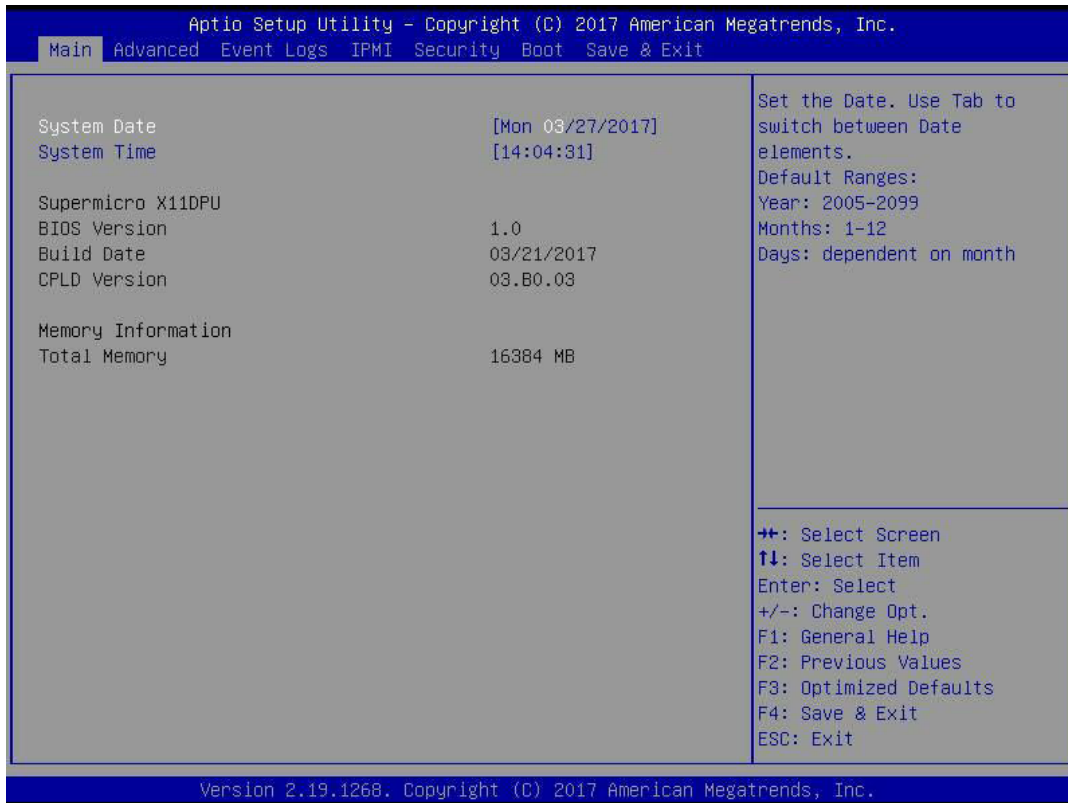 Aptio Setup Utility – Copyright (C) 2017 American Megatrends, Inc.
Main Advanced Event Logs IPMI Security Boot Save & Exit
System Date [Mon 03/27/2017]
System Time [14:04:31]
Supermicro X11DPU
BIOS Version 1.0
Build Date 03/21/2017
CPLD Version 03.B0.03
Memory Information
Total Memory 16384 MB
Set the Date. Use Tab to
switch between Date
elements.
Default Ranges:
Year: 2005-2099
Months: 1-12
Days: dependent on month
→←: Select Screen
↑↓: Select Item
Enter: Select
+/-: Change Opt.
F1: General Help
F2: Previous Values
F3: Optimized Defaults
F4: Save & Exit
ESC: Exit
Version 2.19.1268. Copyright (C) 2017 American Megatrends, Inc.